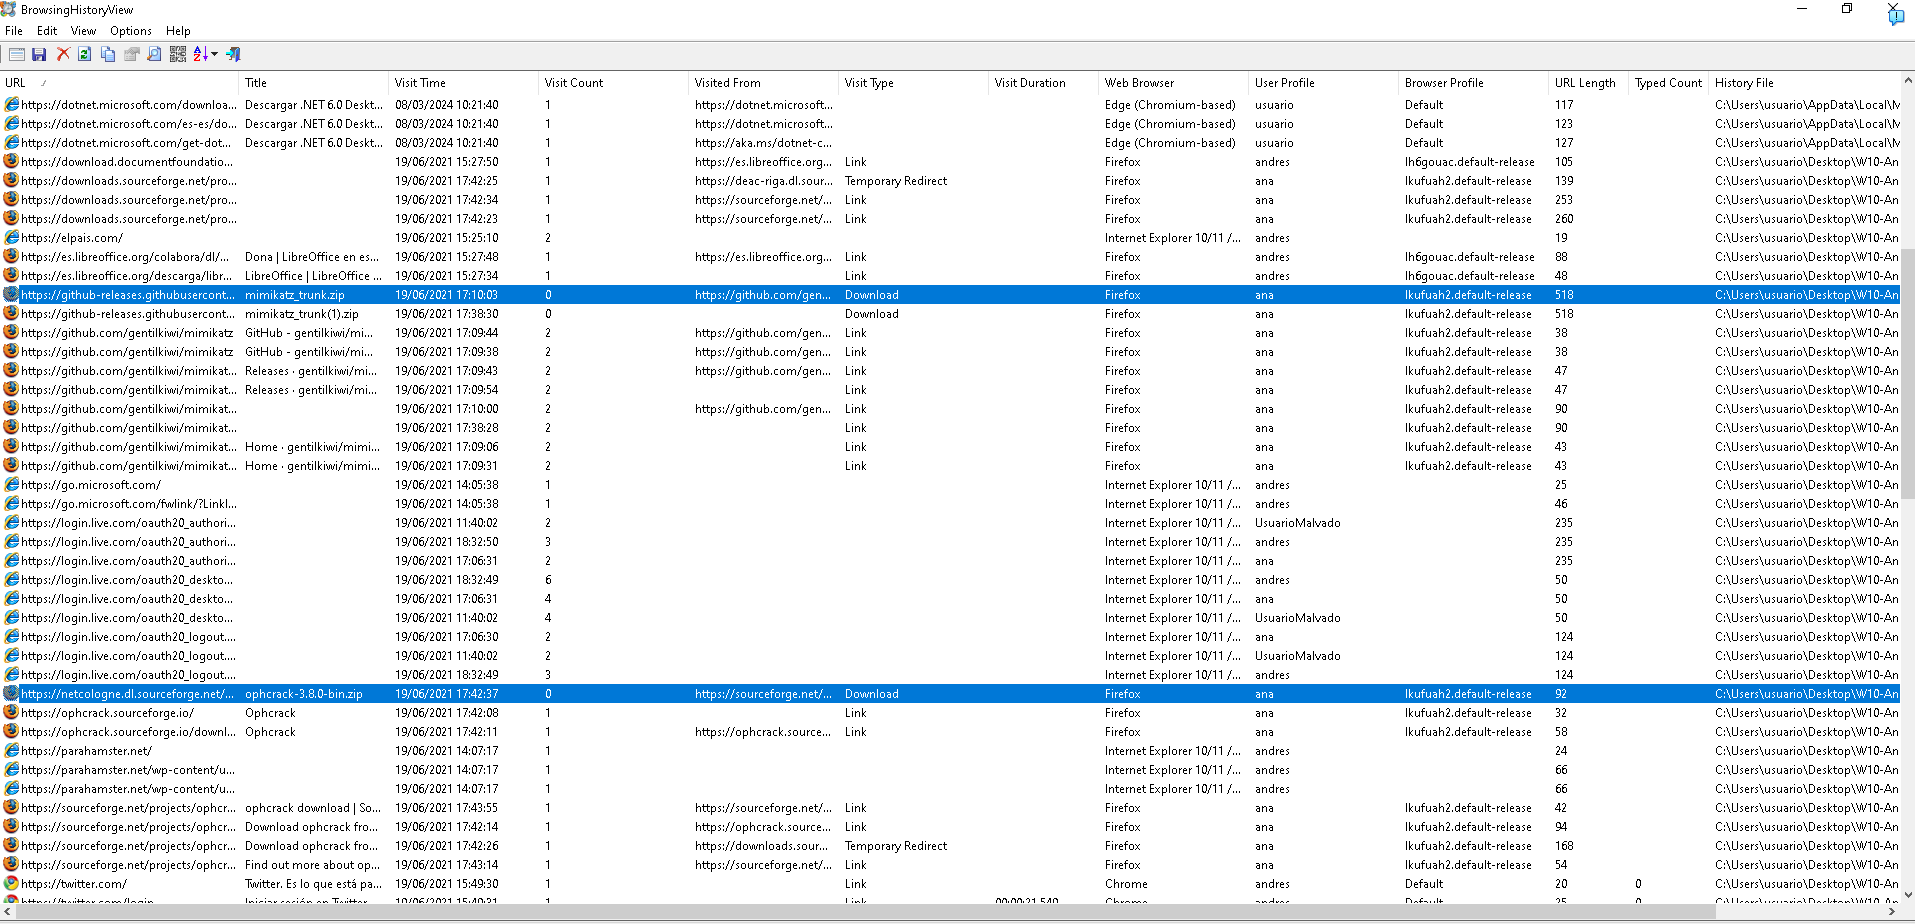 BrowsingHistoryView
File Edit View Options Help
URL Title Visit Time Visit Count Visited From Visit Type Visit Duration Web Browser User Profile Browser Profile URL Length Typed Count History File
https://dotnet.microsoft.com/downloa... Descargar .NET 6.0 Deskt... 08/03/2024 10:21:40 1 https://dotnet.microsoft... Edge (Chromium-based) usuario Default 117 C:\Users\usuario\AppData\Local\M
https://dotnet.microsoft.com/es-es/do... Descargar .NET 6.0 Deskt... 08/03/2024 10:21:40 1 https://dotnet.microsoft... Edge (Chromium-based) usuario Default 123 C:\Users\usuario\AppData\Local\M
https://dotnet.microsoft.com/get-dot... Descargar .NET 6.0 Deskt... 08/03/2024 10:21:40 1 https://aka.ms/dotnet-c... Edge (Chromium-based) usuario Default 127 C:\Users\usuario\AppData\Local\M
https://download.documentfoundatio... 19/06/2021 15:27:50 1 https://es.libreoffice.org... Link Firefox andres lh6gouac.default-release 105 C:\Users\usuario\Desktop\W10-An
https://downloads.sourceforge.net/pro... 19/06/2021 17:42:25 1 https://deac-riga.dl.sour... Temporary Redirect Firefox ana lkufuah2.default-release 139 C:\Users\usuario\Desktop\W10-An
https://downloads.sourceforge.net/pro... 19/06/2021 17:42:34 1 https://sourceforge.net/... Link Firefox ana lkufuah2.default-release 253 C:\Users\usuario\Desktop\W10-An
https://downloads.sourceforge.net/pro... 19/06/2021 17:42:23 1 https://sourceforge.net/... Link Firefox ana lkufuah2.default-release 260 C:\Users\usuario\Desktop\W10-An
https://elpais.com/ 19/06/2021 15:25:10 2 Internet Explorer 10/11 /... andres 19 C:\Users\usuario\Desktop\W10-An
https://es.libreoffice.org/colabora/dl/... Dona | LibreOffice en es... 19/06/2021 15:27:48 1 https://es.libreoffice.org... Link Firefox andres lh6gouac.default-release 88 C:\Users\usuario\Desktop\W10-An
https://es.libreoffice.org/descarga/libr... LibreOffice | LibreOffice ... 19/06/2021 15:27:34 1 Link Firefox andres lh6gouac.default-release 48 C:\Users\usuario\Desktop\W10-An
https://github-releases.githubusercont... mimikatz_trunk.zip 19/06/2021 17:10:03 0 https://github.com/gen... Download Firefox ana lkufuah2.default-release 518 C:\Users\usuario\Desktop\W10-An
https://github-releases.githubusercont... mimikatz_trunk(1).zip 19/06/2021 17:38:30 0 Download Firefox ana lkufuah2.default-release 518 C:\Users\usuario\Desktop\W10-An
https://github.com/gentilkiwi/mimikatz GitHub - gentilkiwi/mi... 19/06/2021 17:09:44 2 https://github.com/gen... Link Firefox ana lkufuah2.default-release 38 C:\Users\usuario\Desktop\W10-An
https://github.com/gentilkiwi/mimikatz GitHub - gentilkiwi/mi... 19/06/2021 17:09:38 2 https://github.com/gen... Link Firefox ana lkufuah2.default-release 38 C:\Users\usuario\Desktop\W10-An
https://github.com/gentilkiwi/mimikat... Releases · gentilkiwi/mi... 19/06/2021 17:09:43 2 https://github.com/gen... Link Firefox ana lkufuah2.default-release 47 C:\Users\usuario\Desktop\W10-An
https://github.com/gentilkiwi/mimikat... Releases · gentilkiwi/mi... 19/06/2021 17:09:54 2 Link Firefox ana lkufuah2.default-release 47 C:\Users\usuario\Desktop\W10-An
https://github.com/gentilkiwi/mimikat... 19/06/2021 17:10:00 2 https://github.com/gen... Link Firefox ana lkufuah2.default-release 90 C:\Users\usuario\Desktop\W10-An
https://github.com/gentilkiwi/mimikat... 19/06/2021 17:38:28 2 Link Firefox ana lkufuah2.default-release 90 C:\Users\usuario\Desktop\W10-An
https://github.com/gentilkiwi/mimikat... Home · gentilkiwi/mimi... 19/06/2021 17:09:06 2 Link Firefox ana lkufuah2.default-release 43 C:\Users\usuario\Desktop\W10-An
https://github.com/gentilkiwi/mimikat... Home · gentilkiwi/mimi... 19/06/2021 17:09:31 2 Link Firefox ana lkufuah2.default-release 43 C:\Users\usuario\Desktop\W10-An
https://go.microsoft.com/ 19/06/2021 14:05:38 1 Internet Explorer 10/11 /... andres 25 C:\Users\usuario\Desktop\W10-An
https://go.microsoft.com/fwlink/?LinkI... 19/06/2021 14:05:38 1 Internet Explorer 10/11 /... andres 46 C:\Users\usuario\Desktop\W10-An
https://login.live.com/oauth20_authori... 19/06/2021 11:40:02 2 Internet Explorer 10/11 /... UsuarioMalvado 235 C:\Users\usuario\Desktop\W10-An
https://login.live.com/oauth20_authori... 19/06/2021 18:32:50 3 Internet Explorer 10/11 /... andres 235 C:\Users\usuario\Desktop\W10-An
https://login.live.com/oauth20_authori... 19/06/2021 17:06:31 2 Internet Explorer 10/11 /... ana 235 C:\Users\usuario\Desktop\W10-An
https://login.live.com/oauth20_deskto... 19/06/2021 18:32:49 6 Internet Explorer 10/11 /... andres 50 C:\Users\usuario\Desktop\W10-An
https://login.live.com/oauth20_deskto... 19/06/2021 17:06:31 4 Internet Explorer 10/11 /... ana 50 C:\Users\usuario\Desktop\W10-An
https://login.live.com/oauth20_deskto... 19/06/2021 11:40:02 4 Internet Explorer 10/11 /... UsuarioMalvado 50 C:\Users\usuario\Desktop\W10-An
https://login.live.com/oauth20_logout.... 19/06/2021 17:06:30 2 Internet Explorer 10/11 /... ana 124 C:\Users\usuario\Desktop\W10-An
https://login.live.com/oauth20_logout.... 19/06/2021 11:40:02 2 Internet Explorer 10/11 /... UsuarioMalvado 124 C:\Users\usuario\Desktop\W10-An
https://login.live.com/oauth20_logout.... 19/06/2021 18:32:49 3 Internet Explorer 10/11 /... andres 124 C:\Users\usuario\Desktop\W10-An
https://netcologne.dl.sourceforge.net/... ophcrack-3.8.0-bin.zip 19/06/2021 17:42:37 0 https://sourceforge.net/... Download Firefox ana lkufuah2.default-release 92 C:\Users\usuario\Desktop\W10-An
https://ophcrack.sourceforge.io/ Ophcrack 19/06/2021 17:42:08 1 Link Firefox ana lkufuah2.default-release 32 C:\Users\usuario\Desktop\W10-An
https://ophcrack.sourceforge.io/downl... Ophcrack 19/06/2021 17:42:11 1 https://ophcrack.source... Link Firefox ana lkufuah2.default-release 58 C:\Users\usuario\Desktop\W10-An
https://parahamster.net/ 19/06/2021 14:07:17 1 Internet Explorer 10/11 /... andres 24 C:\Users\usuario\Desktop\W10-An
https://parahamster.net/wp-content/u... 19/06/2021 14:07:17 1 Internet Explorer 10/11 /... andres 66 C:\Users\usuario\Desktop\W10-An
https://parahamster.net/wp-content/u... 19/06/2021 14:07:17 1 Internet Explorer 10/11 /... andres 66 C:\Users\usuario\Desktop\W10-An
https://sourceforge.net/projects/ophcr... ophcrack download | So... 19/06/2021 17:43:55 1 https://sourceforge.net/... Link Firefox ana lkufuah2.default-release 42 C:\Users\usuario\Desktop\W10-An
https://sourceforge.net/projects/ophcr... Download ophcrack fro... 19/06/2021 17:42:14 1 https://ophcrack.source... Link Firefox ana lkufuah2.default-release 94 C:\Users\usuario\Desktop\W10-An
https://sourceforge.net/projects/ophcr... Download ophcrack fro... 19/06/2021 17:42:26 1 https://downloads.sour... Temporary Redirect Firefox ana lkufuah2.default-release 168 C:\Users\usuario\Desktop\W10-An
https://sourceforge.net/projects/ophcr... Find out more about op... 19/06/2021 17:43:14 1 https://sourceforge.net/... Link Firefox ana lkufuah2.default-release 54 C:\Users\usuario\Desktop\W10-An
https://twitter.com/ Twitter. Es lo que está pa... 19/06/2021 15:49:30 1 Link Chrome andres Default 20 0 C:\Users\usuario\Desktop\W10-An
https://twitter.com/login Iniciar sesión en Twitter 19/06/2021 15:49:31 1 Link 00:00:21.540 Chrome andres Default 25 0 C:\Users\usuario\Desktop\W10-An